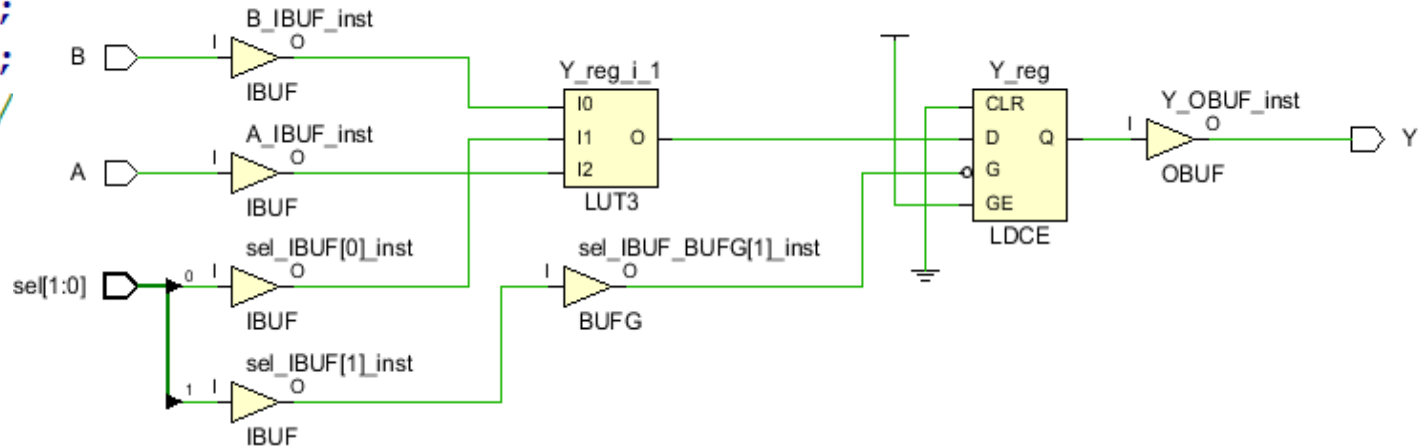 ;
;
/
B_IBUF_inst
B
I
O
IBUF
A_IBUF_inst
A
I
O
IBUF
sel_IBUF[0]_inst
sel[1:0]
0
I
O
IBUF
sel_IBUF[1]_inst
1
I
O
IBUF
Y_reg_i_1
I0
I1
O
I2
LUT3
sel_IBUF_BUFG[1]_inst
I
O
BUFG
Y_reg
CLR
D
Q
G
GE
LDCE
Y_OBUF_inst
I
O
OBUF
Y